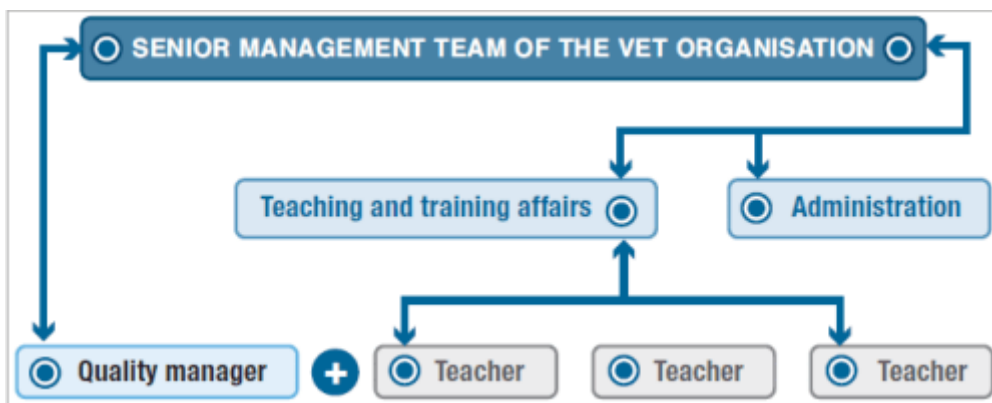 SENIOR MANAGEMENT TEAM OF THE VET ORGANISATION
Teaching and training affairs
Administration
Quality manager
+
Teacher
Teacher
Teacher